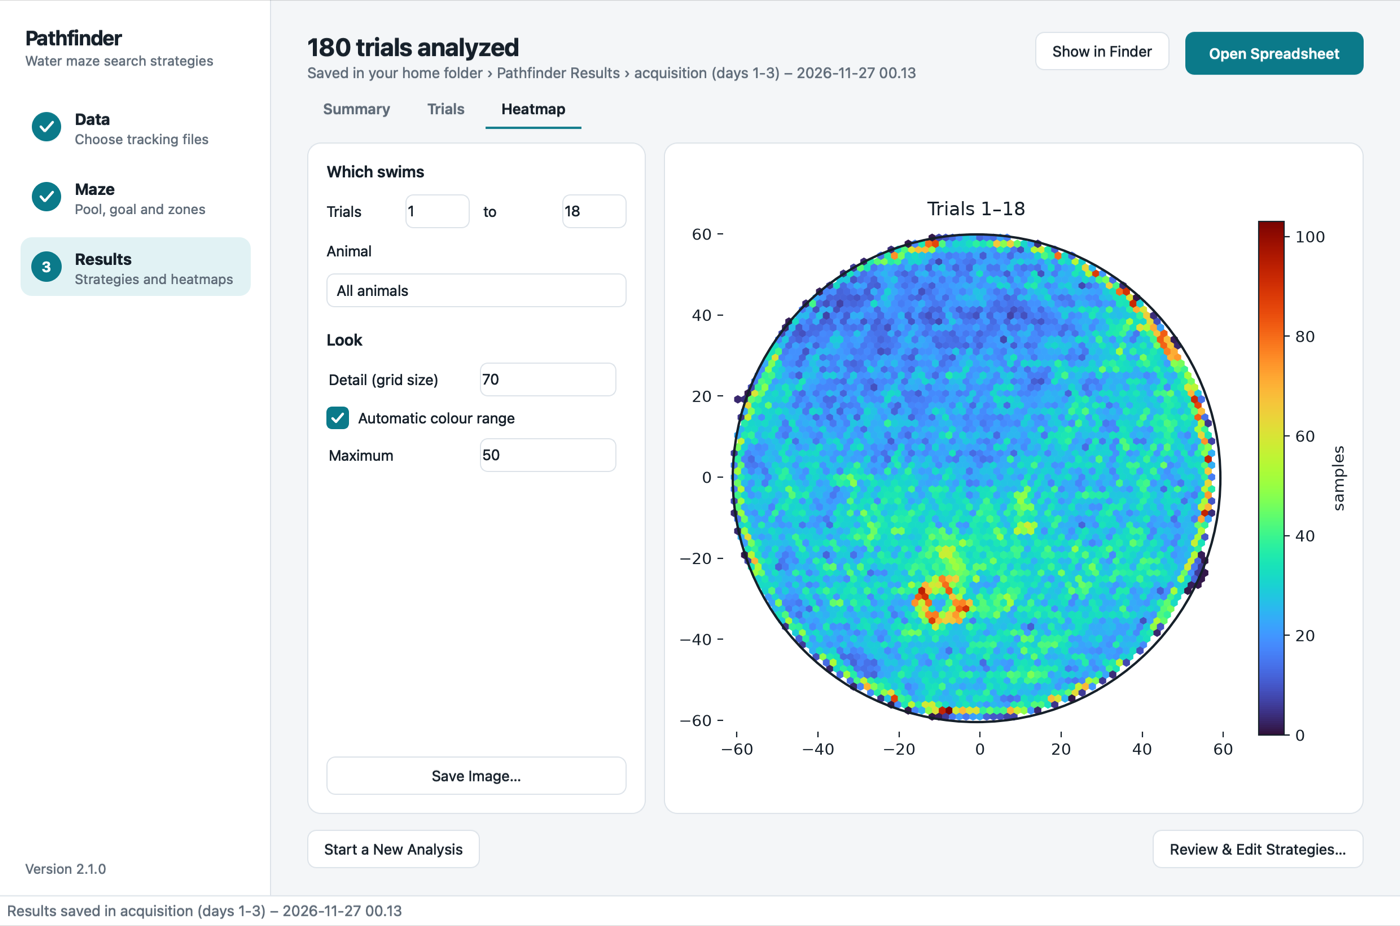 Pathfinder
Water maze search strategies
Data
Choose tracking files
Maze
Pool, goal and zones
3
Results
Strategies and heatmaps
Version 2.1.0
180 trials analyzed
Saved in your home folder › Pathfinder Results › acquisition (days 1-3) – 2026-11-27 00.13
Show in Finder
Open Spreadsheet
Summary
Trials
Heatmap
Which swims
Trials 1 to 18
Animal
All animals
Look
Detail (grid size) 70
Automatic colour range
Maximum 50
Save Image...
Trials 1–18
60
40
20
0
−20
−40
−60
−60 −40 −20 0 20 40 60
100
80
60
40
20
0
samples
Start a New Analysis
Review & Edit Strategies...
Results saved in acquisition (days 1-3) – 2026-11-27 00.13